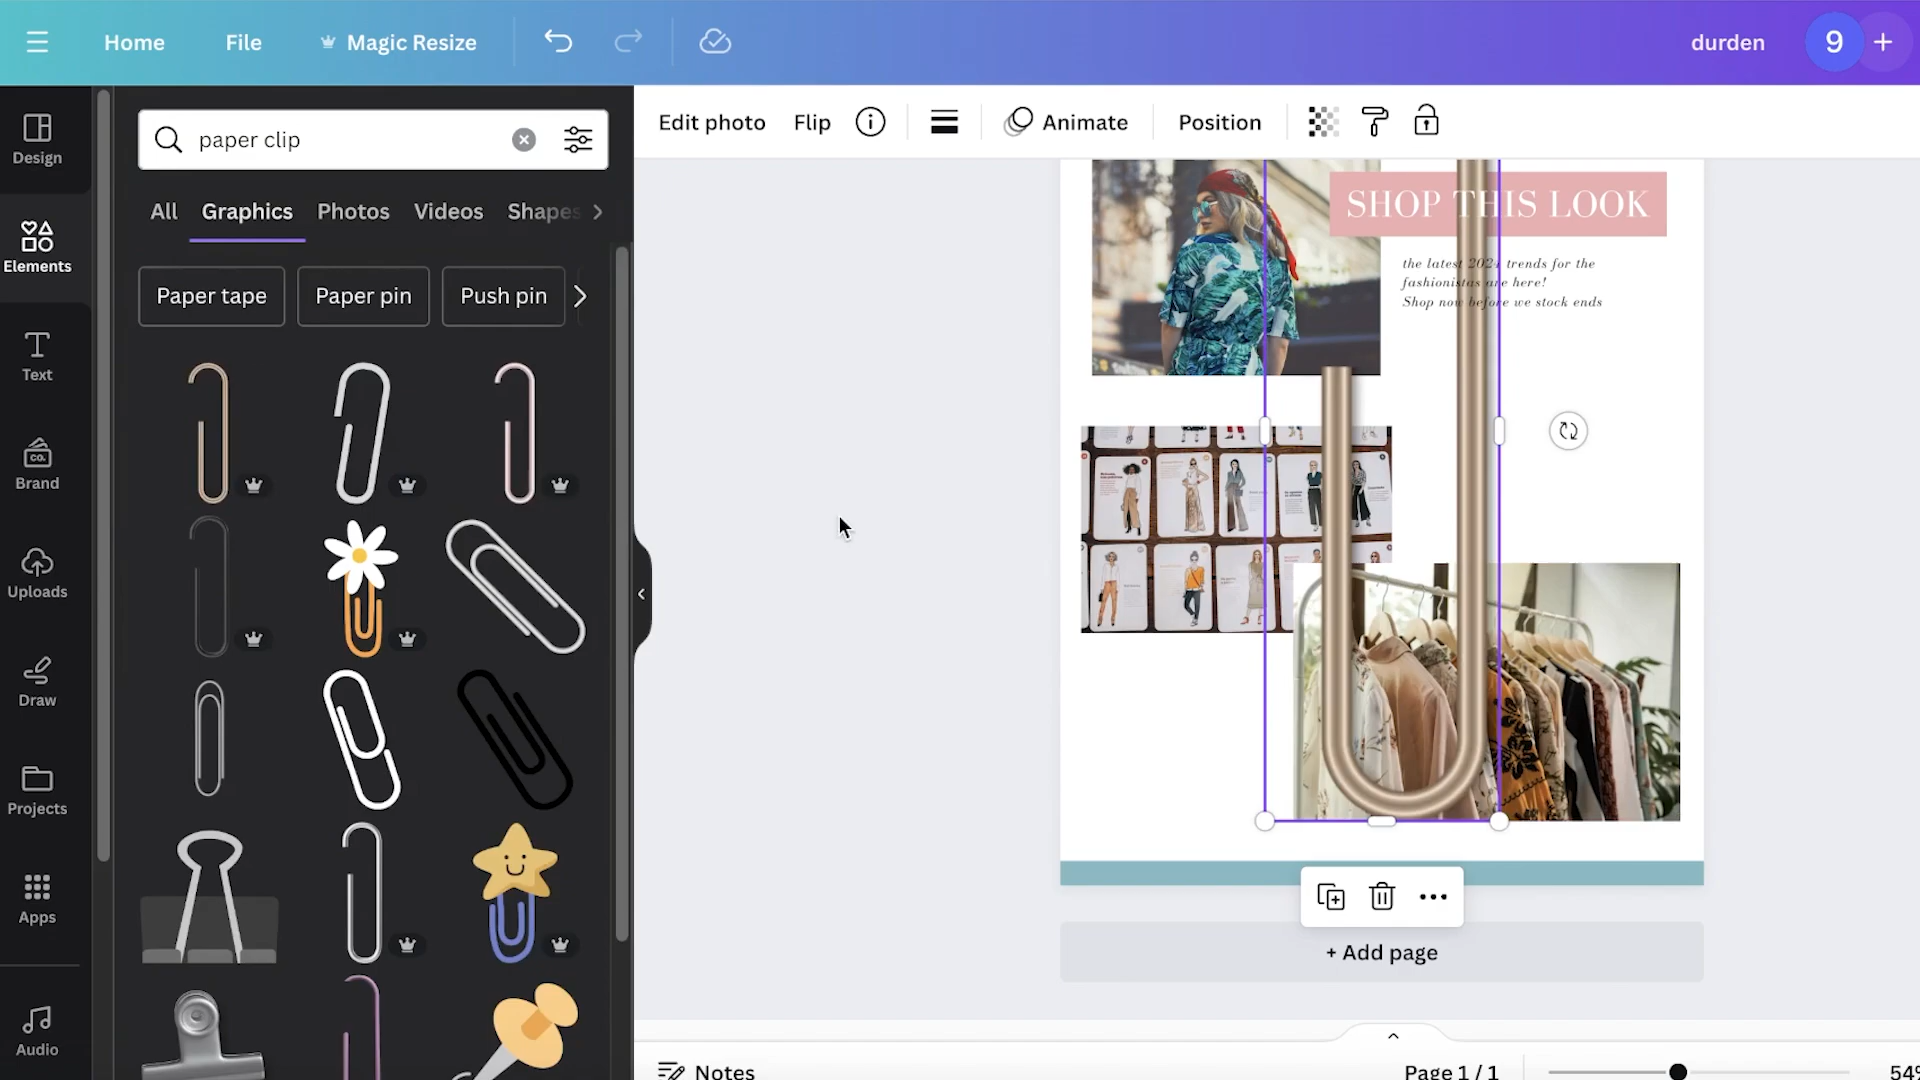 Home
File
Magic Resize
durden
9
Design
Elements
Text
Brand
CO.
Uploads
Draw
Projects
Apps
Audio
paper clip
All
Graphics
Photos
Videos
Shapes
Paper tape
Paper pin
Push pin
Edit photo
Flip
Animate
Position
SHOP THIS LOOK
the latest 2024 trends for the
fashionistas are here!
Shop now before we stock ends
+ Add page
Notes
Page 1 / 1
54%